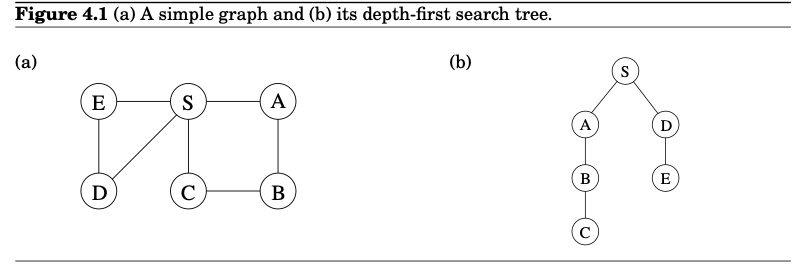 Figure 4.1 (a) A simple graph and (b) its depth-first search tree.
(a)
E S A
D C B
(b)
S
A D
B E
C